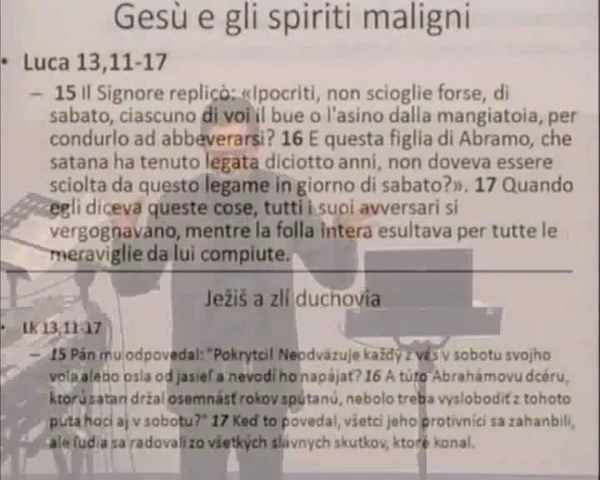 Gesù e gli spiriti maligni
• Luca 13,11-17
– 15 Il Signore replicò: «Ipocriti, non scioglie forse, di
sabato, ciascuno di voi il bue o l'asino dalla mangiatoia, per
condurlo ad abbeverarsi? 16 E questa figlia di Abramo, che
satana ha tenuto legata diciotto anni, non doveva essere
sciolta da questo legame in giorno di sabato?». 17 Quando
egli diceva queste cose, tutti i suoi avversari si
vergognavano, mentre la folla intera esultava per tutte le
meraviglie da lui compiute.
Ježiš a zlí duchovia
• Lk 13,11-17
– 15 Pán mu odpovedal: "Pokrytci! Neodväzuje každý z vás v sobotu svojho
vola alebo osla od jasieľ a nevodí ho napájať? 16 A túto Abrahámovu dcéru,
ktorú satan držal osemnásť rokov spútanú, nebolo treba vyslobodiť z tohoto
puta hoci aj v sobotu?" 17 Keď to povedal, všetci jeho protivníci sa zahanbili,
ale ľudia sa radovali zo všetkých slávnych skutkov, ktoré konal.